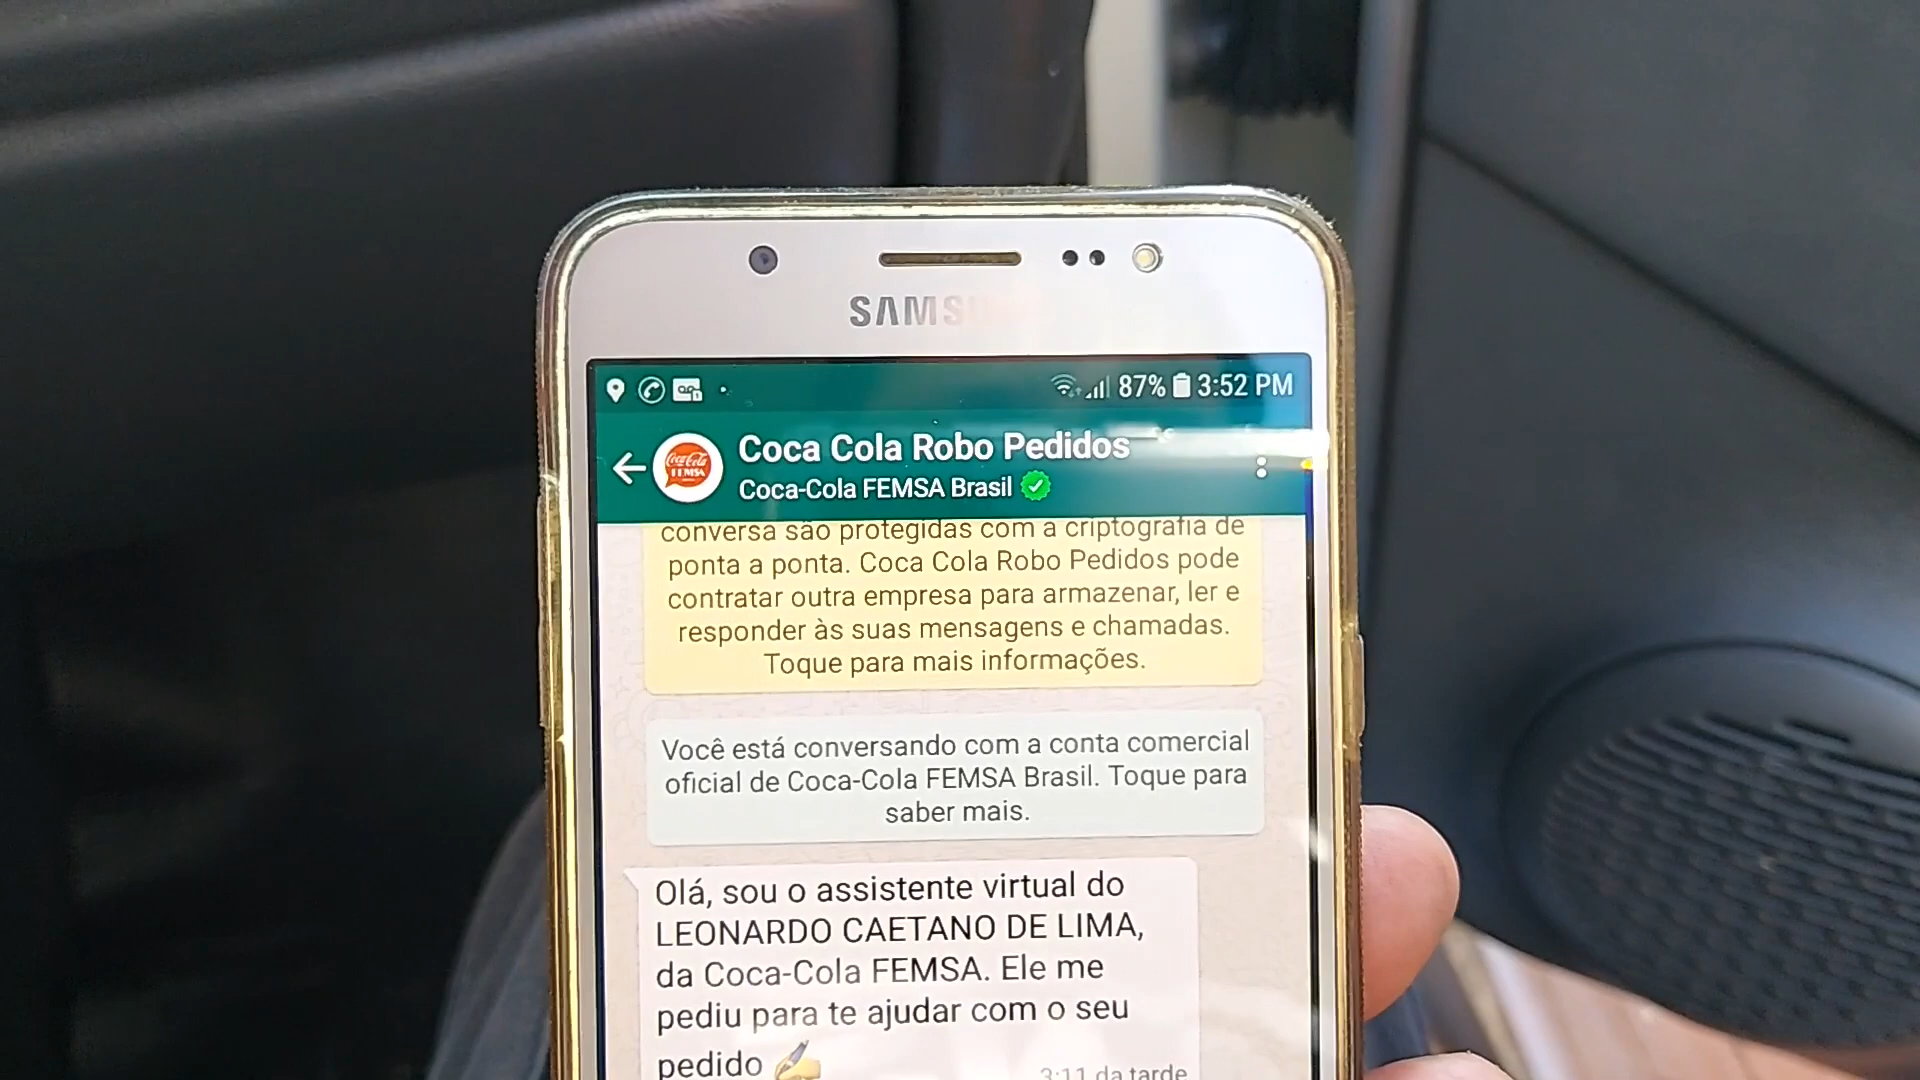 SAMS
87% 3:52 PM
Coca Cola Robo Pedidos
Coca-Cola FEMSA Brasil
Coca-Cola
FEMSA
conversa são protegidas com a criptografia de
ponta a ponta. Coca Cola Robo Pedidos pode
contratar outra empresa para armazenar, ler e
responder às suas mensagens e chamadas.
Toque para mais informações.
Você está conversando com a conta comercial
oficial de Coca-Cola FEMSA Brasil. Toque para
saber mais.
Olá, sou o assistente virtual do
LEONARDO CAETANO DE LIMA,
da Coca-Cola FEMSA. Ele me
pediu para te ajudar com o seu
pedido ✍
3:11 da tarde